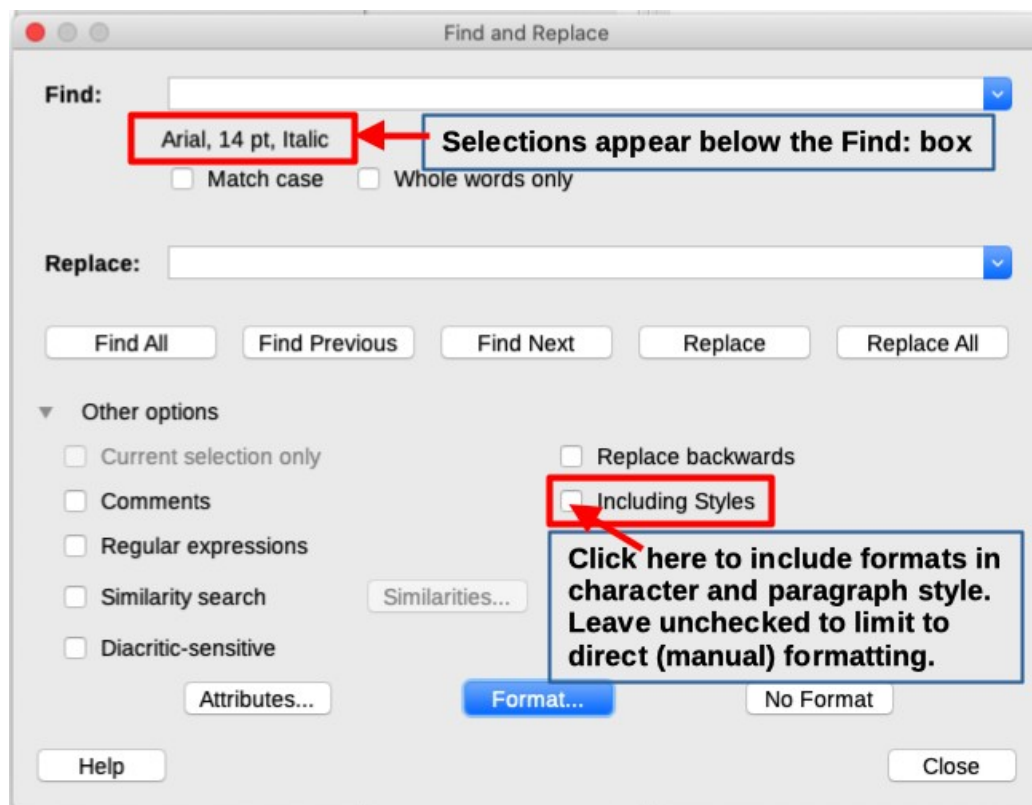 Find and Replace
Find:
Arial, 14 pt, Italic
Selections appear below the Find: box
Match case
Whole words only
Replace:
Find All
Find Previous
Find Next
Replace
Replace All
Other options
Current selection only
Replace backwards
Comments
Including Styles
Regular expressions
Click here to include formats in
character and paragraph style.
Leave unchecked to limit to
direct (manual) formatting.
Similarity search
Similarities...
Diacritic-sensitive
Attributes...
Format...
No Format
Help
Close